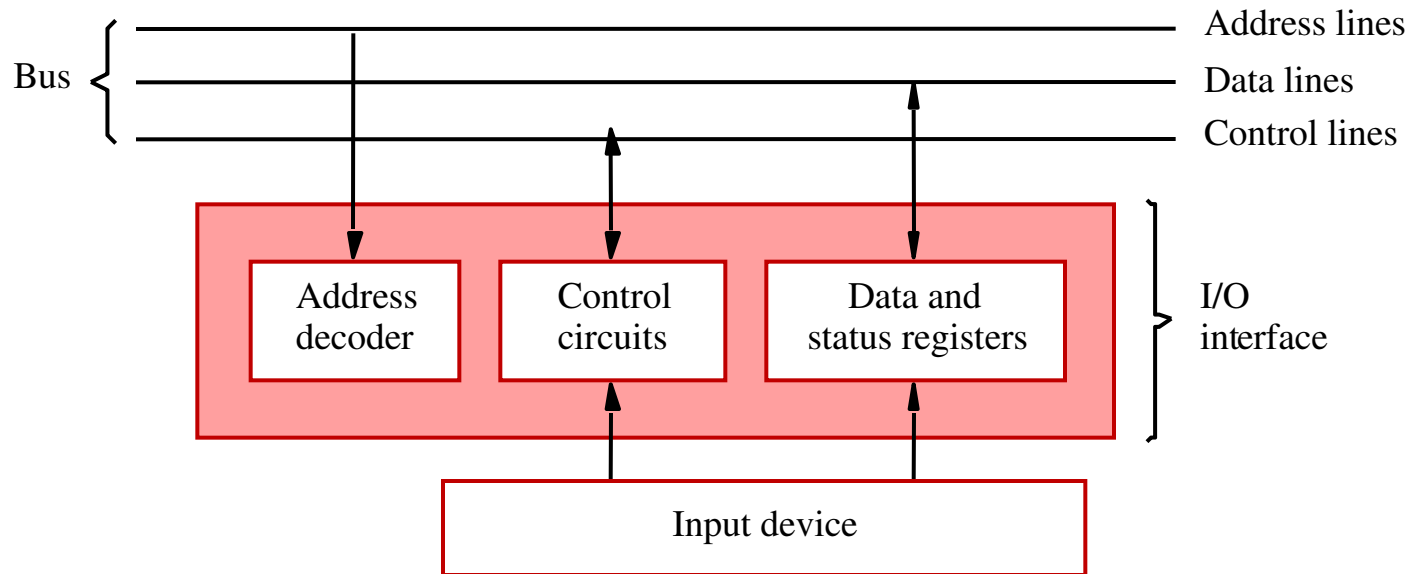 Address lines
Bus
Data lines
Control lines
Address
decoder
Control
circuits
Data and
status registers
I/O
interface
Input device